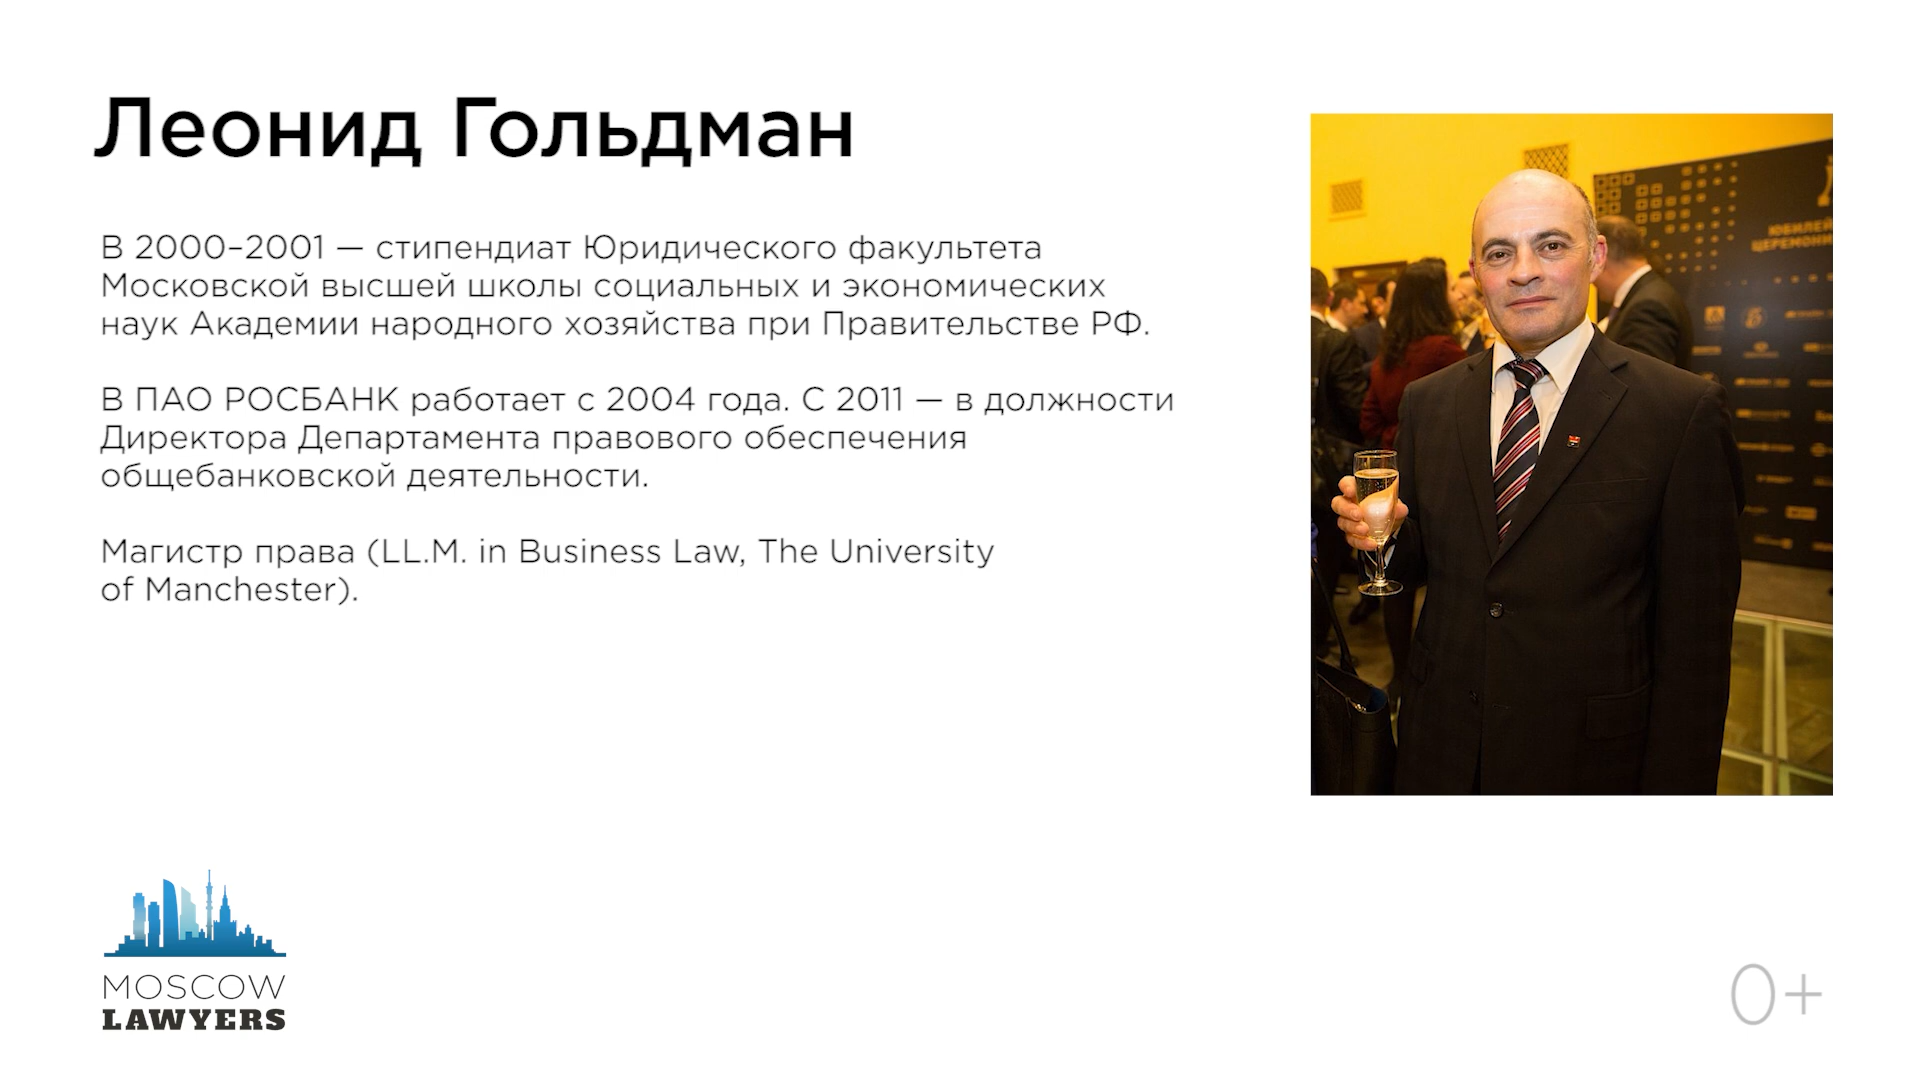 Леонид Гольдман
В 2000–2001 — стипендиат Юридического факультета
Московской высшей школы социальных и экономических
наук Академии народного хозяйства при Правительстве РФ.
В ПАО РОСБАНК работает с 2004 года. С 2011 — в должности
Директора Департамента правового обеспечения
общебанковской деятельности.
Магистр права (LL.M. in Business Law, The University
of Manchester).
MOSCOW
LAWYERS
0+